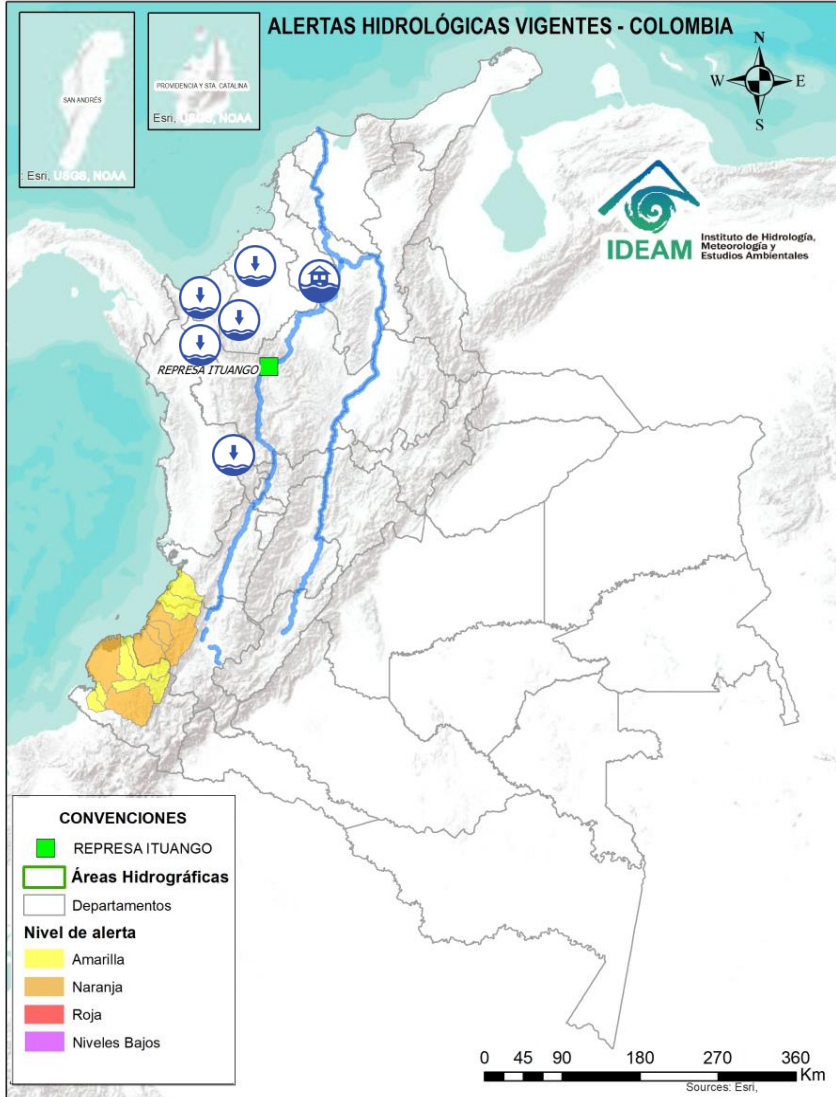 ALERTAS HIDROLÓGICAS VIGENTES - COLOMBIA
SAN ANDRÉS
Esri, USGS, NOAA
PROVIDENCIA Y STA. CATALINA
Esri, USGS, NOAA
N
W E
S
IDEAM
Instituto de Hidrología,
Meteorología y
Estudios Ambientales
REPRESA ITUANGO
CONVENCIONES
REPRESA ITUANGO
Áreas Hidrográficas
Departamentos
Nivel de alerta
Amarilla
Naranja
Roja
Niveles Bajos
0 45 90 180 270 360
Km
Sources: Esri,